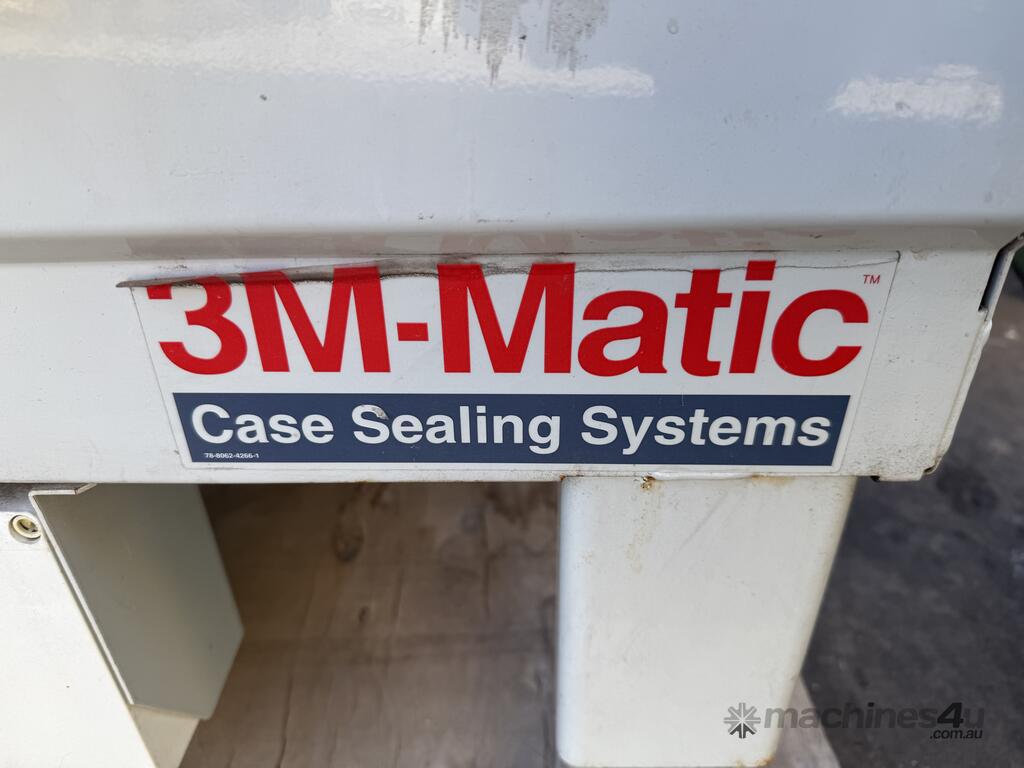 3M-Matic™
Case Sealing Systems
78-8062-4266-1
machines4u
.com.au